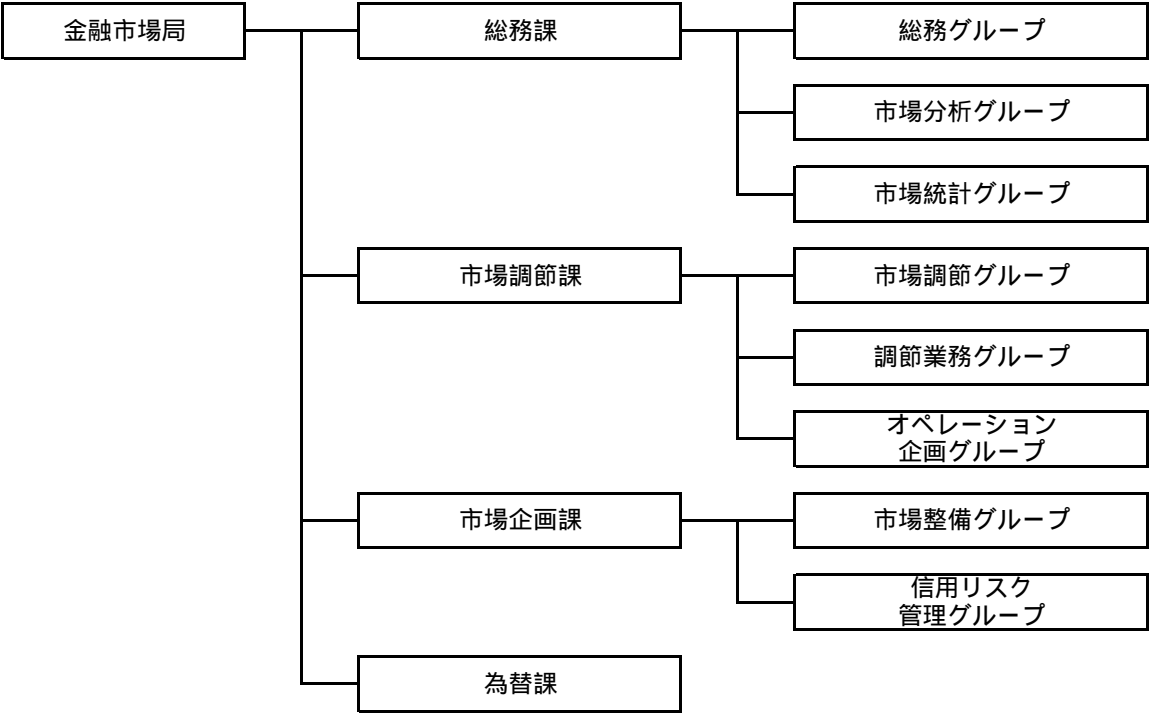 金融市場局
総務課
総務グループ
市場分析グループ
市場統計グループ
市場調節課
市場調節グループ
調節業務グループ
オペレーション
企画グループ
市場企画課
市場整備グループ
信用リスク
管理グループ
為替課